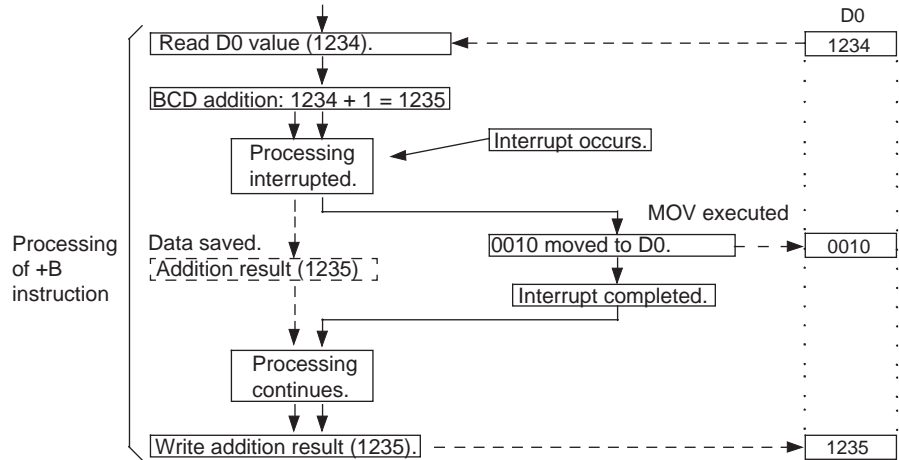 D0
Read D0 value (1234).
1234
BCD addition: 1234 + 1 = 1235
Interrupt occurs.
Processing
interrupted.
MOV executed
Processing
of +B
instruction
Data saved.
0010 moved to D0.
0010
Addition result (1235)
Interrupt completed.
Processing
continues.
Write addition result (1235).
1235